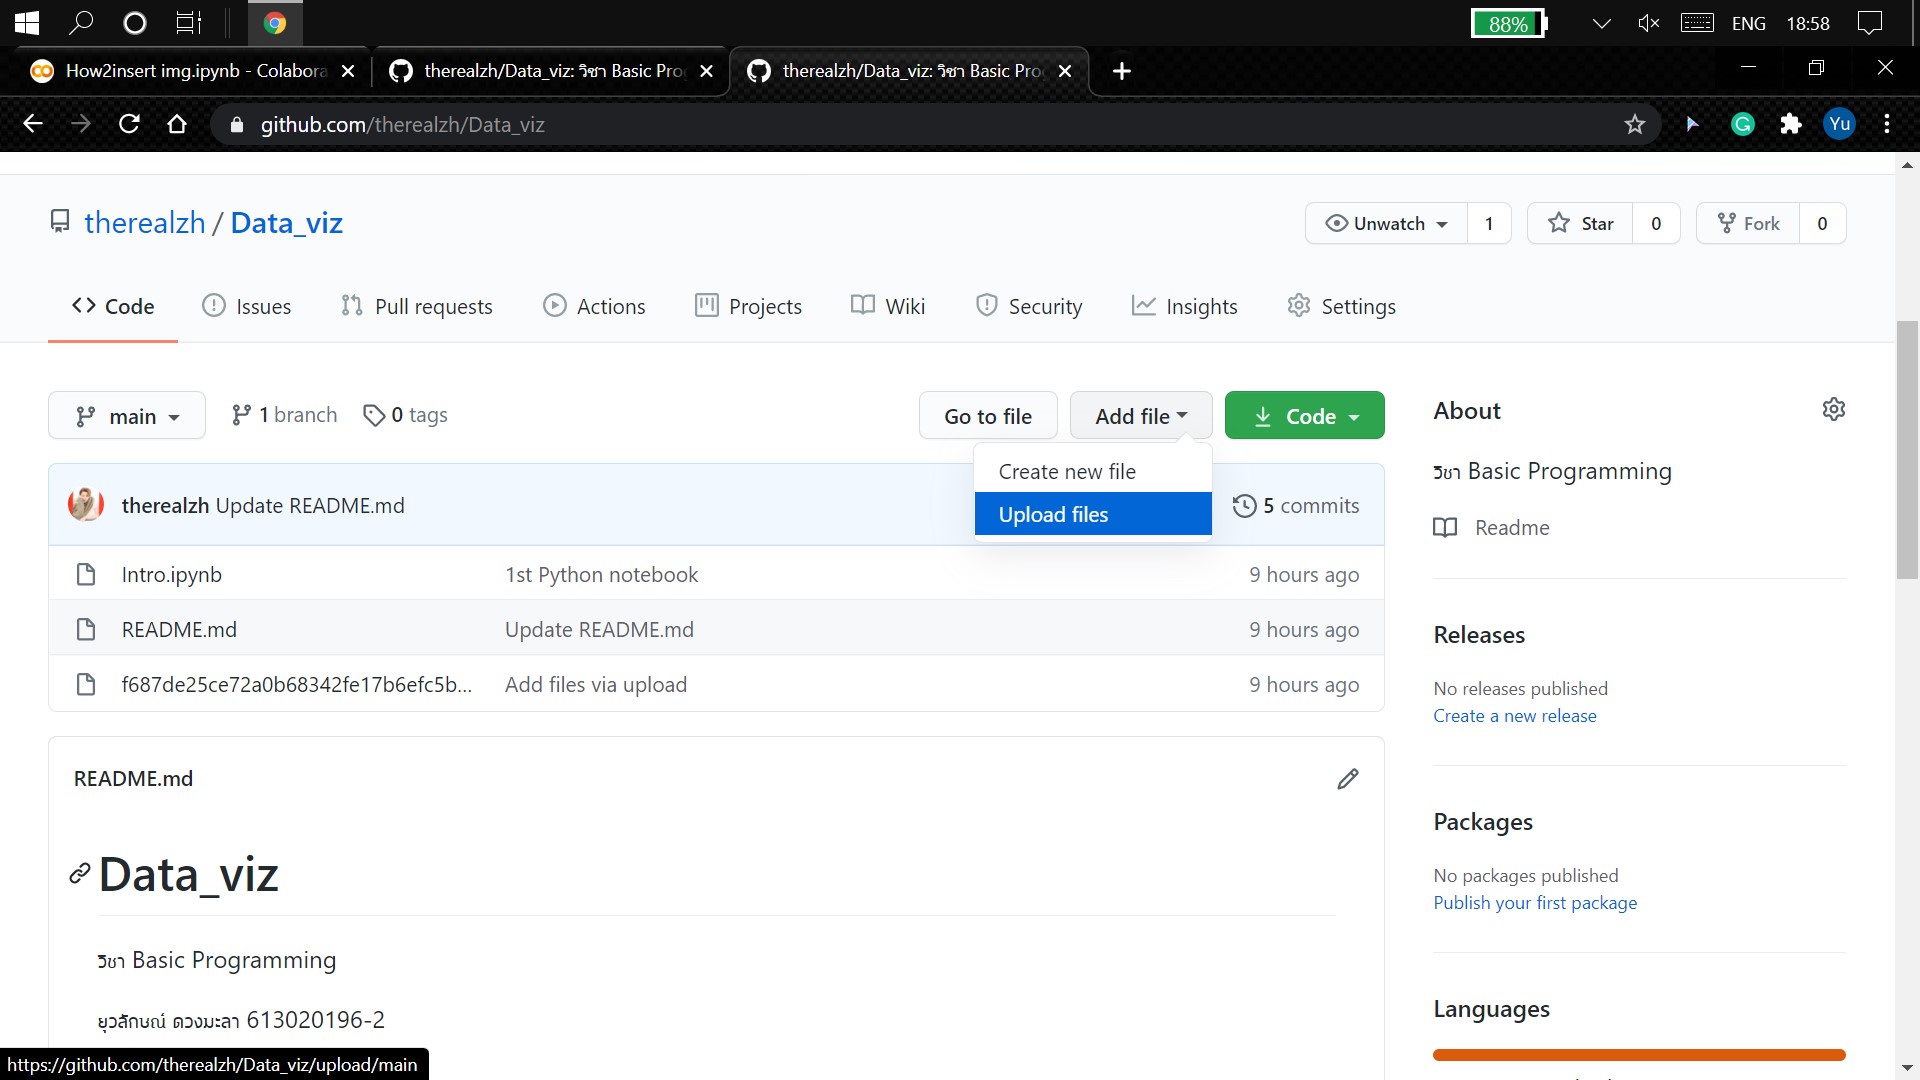 88%
ENG
18:58
How2insert img.ipynb - Colabora
therealzh/Data_viz: วิชา Basic Pro
therealzh/Data_viz: วิชา Basic Pro
github.com/therealzh/Data_viz
G
Yu
therealzh / Data_viz
Unwatch 1
Star 0
Fork 0
Code
Issues
Pull requests
Actions
Projects
Wiki
Security
Insights
Settings
main
1 branch
0 tags
Go to file
Add file
Code
Create new file
Upload files
therealzh Update README.md
5 commits
Intro.ipynb 1st Python notebook 9 hours ago
README.md Update README.md 9 hours ago
f687de25ce72a0b68342fe17b6efc5b... Add files via upload 9 hours ago
README.md
Data_viz
วิชา Basic Programming
ยุวลักษณ์ ดวงมะลา 613020196-2
About
วิชา Basic Programming
Readme
Releases
No releases published
Create a new release
Packages
No packages published
Publish your first package
Languages
https://github.com/therealzh/Data_viz/upload/main